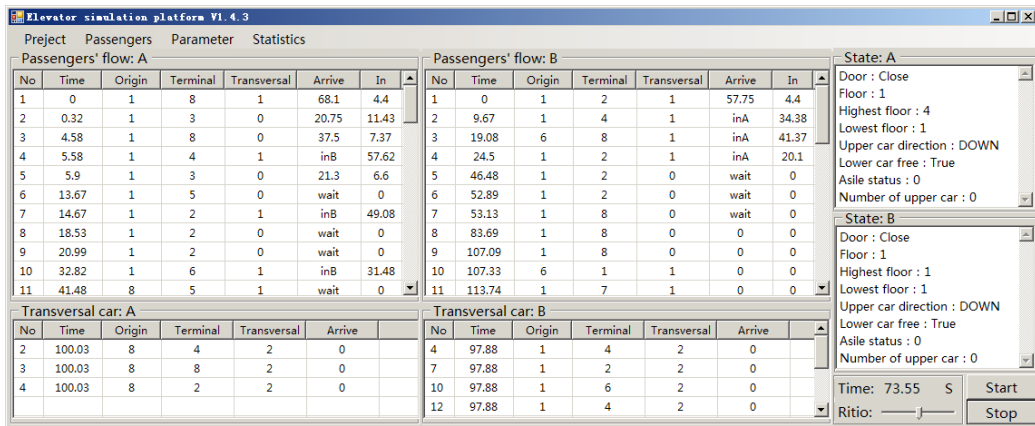 Elevator simulation platform V1.4.3
Preject Passengers Parameter Statistics
Passengers' flow: A
No Time Origin Terminal Transversal Arrive In
1 0 1 8 1 68.1 4.4
2 0.32 1 3 0 20.75 11.43
3 4.58 1 8 0 37.5 7.37
4 5.58 1 4 1 inB 57.62
5 5.9 1 3 0 21.3 6.6
6 13.67 1 5 0 wait 0
7 14.67 1 2 1 inB 49.08
8 18.53 1 2 0 wait 0
9 20.99 1 2 0 wait 0
10 32.82 1 6 1 inB 31.48
11 41.48 8 5 1 wait 0
Passengers' flow: B
No Time Origin Terminal Transversal Arrive In
1 0 1 2 1 57.75 4.4
2 9.67 1 4 1 inA 34.38
3 19.08 6 8 1 inA 41.37
4 24.5 1 2 1 inA 20.1
5 46.48 1 2 0 wait 0
6 52.89 1 2 0 wait 0
7 53.13 1 8 0 wait 0
8 83.69 1 8 0 0 0
9 107.09 1 8 0 0 0
10 107.33 6 1 1 0 0
11 113.74 1 7 1 0 0
State: A
Door : Close
Floor : 1
Highest floor : 4
Lowest floor : 1
Upper car direction : DOWN
Lower car free : True
Asile status : 0
Number of upper car : 0
State: B
Door : Close
Floor : 1
Highest floor : 1
Lowest floor : 1
Upper car direction : DOWN
Lower car free : True
Asile status : 0
Number of upper car : 0
Transversal car: A
No Time Origin Terminal Transversal Arrive
2 100.03 8 4 2 0
3 100.03 8 8 2 0
4 100.03 8 2 2 0
Transversal car: B
No Time Origin Terminal Transversal Arrive
4 97.88 1 4 2 0
7 97.88 1 2 2 0
10 97.88 1 6 2 0
12 97.88 1 4 2 0
Time: 73.55 S Start
Ritio: Stop